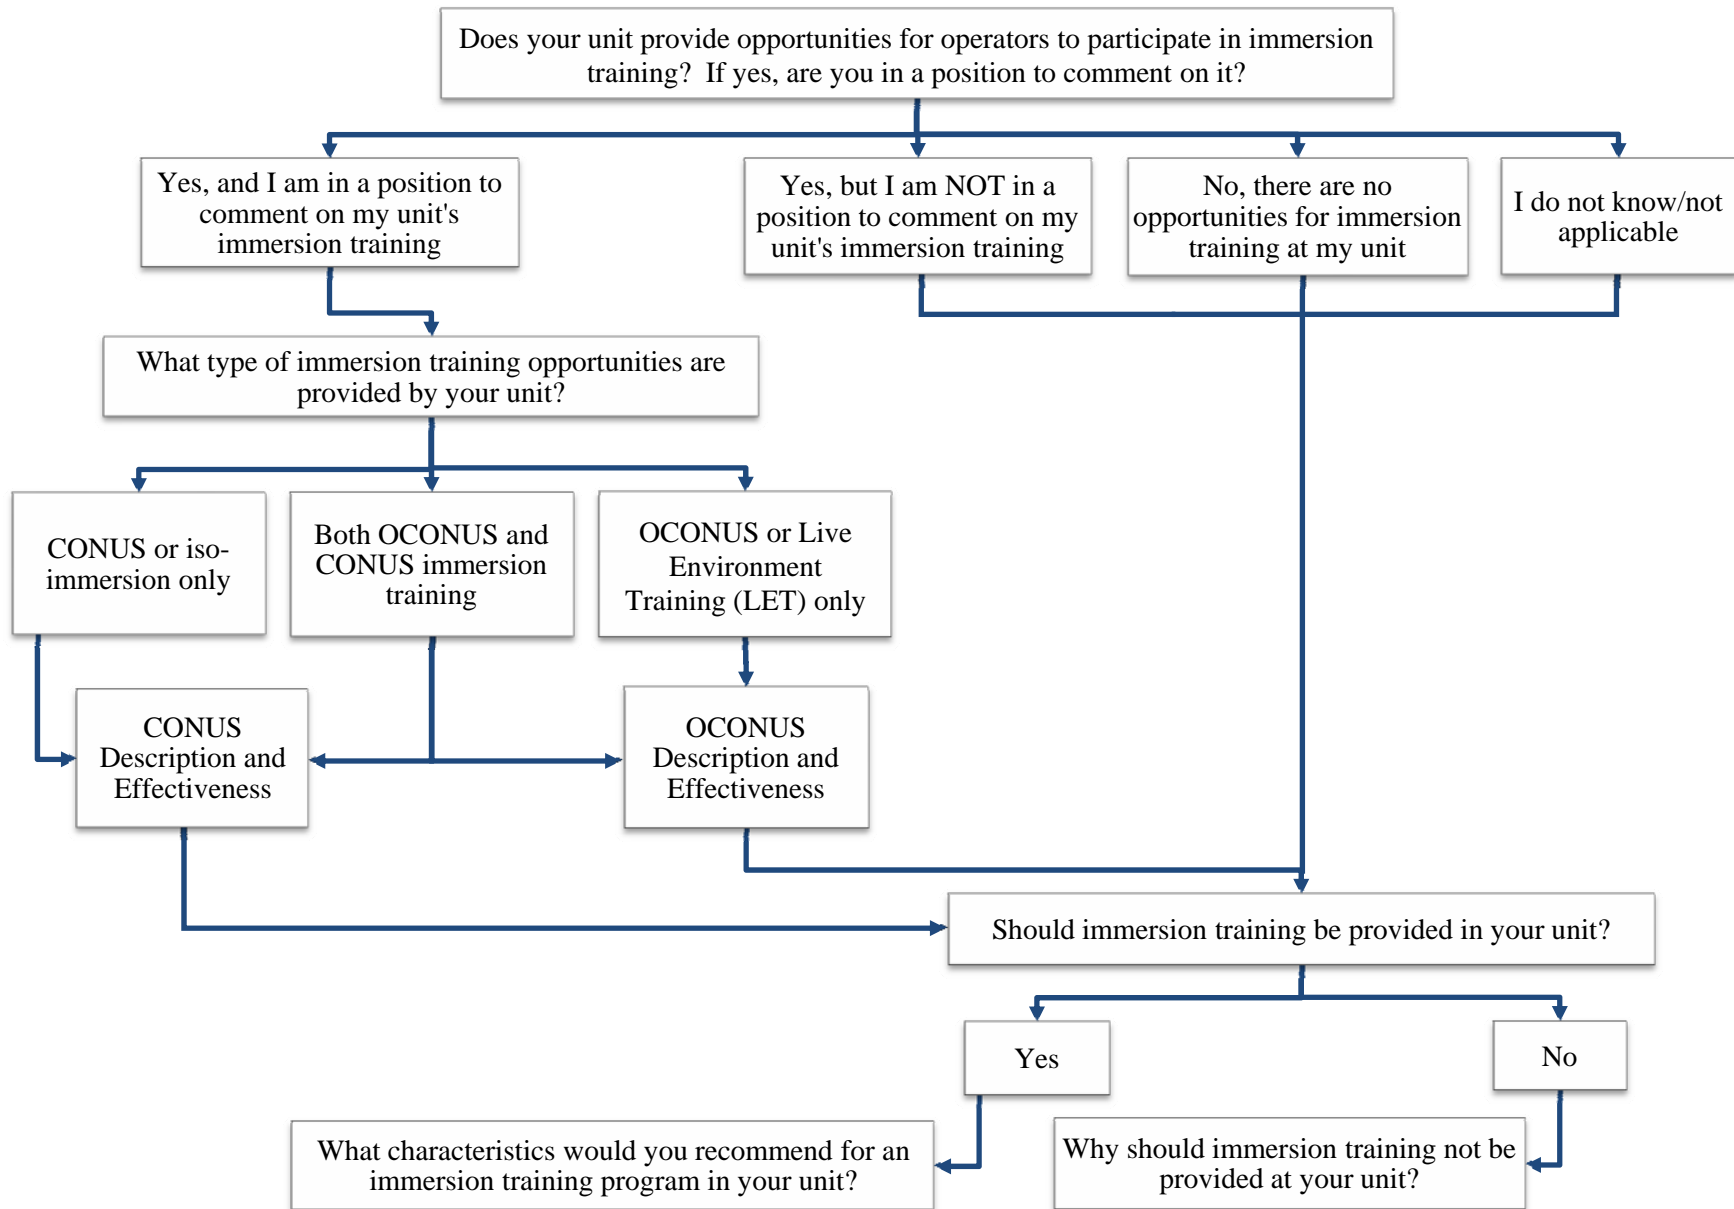 Does your unit provide opportunities for operators to participate in immersion
training?  If yes, are you in a position to comment on it?
Yes, and I am in a position to
comment on my unit's
immersion training
Yes, but I am NOT in a
position to comment on my
unit's immersion training
No, there are no
opportunities for immersion
training at my unit
I do not know/not
applicable
What type of immersion training opportunities are
provided by your unit?
CONUS or iso-
immersion only
Both OCONUS and
CONUS immersion
training
OCONUS or Live
Environment
Training (LET) only
CONUS
Description and
Effectiveness
OCONUS
Description and
Effectiveness
Should immersion training be provided in your unit?
Yes
No
What characteristics would you recommend for an
immersion training program in your unit?
Why should immersion training not be
provided at your unit?